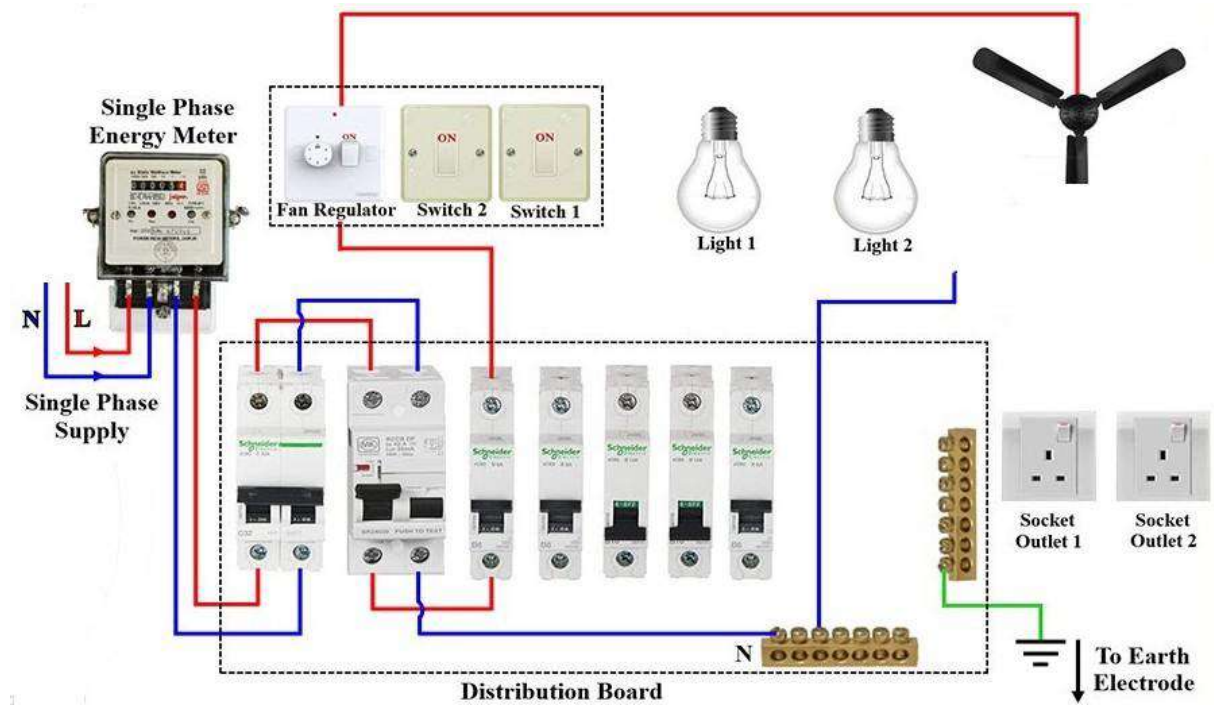 Single Phase
Energy Meter
ON
ON
ON
Fan Regulator
Switch 2
Switch 1
Light 1
Light 2
N
L
Single Phase
Supply
Schneider
Schneider
Schneider
Schneider
Schneider
Schneider
PUSH TO TEST
Socket
Outlet 1
Socket
Outlet 2
N
To Earth
Electrode
Distribution Board